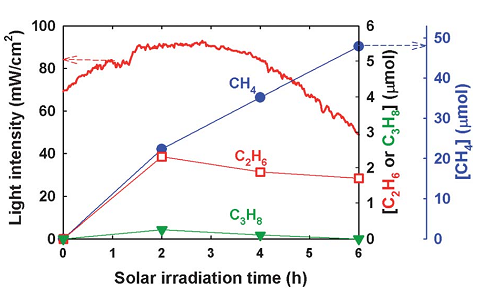 Light intensity (mW/cm²)
100
80
60
40
20
0
0 1 2 3 4 5 6
Solar irradiation time (h)
CH₄
C₂H₆
C₃H₈
6
5
4
3
2
1
0
[C₂H₆ or C₃H₈] (µmol)
50
40
30
20
10
0
[CH₄] (µmol)